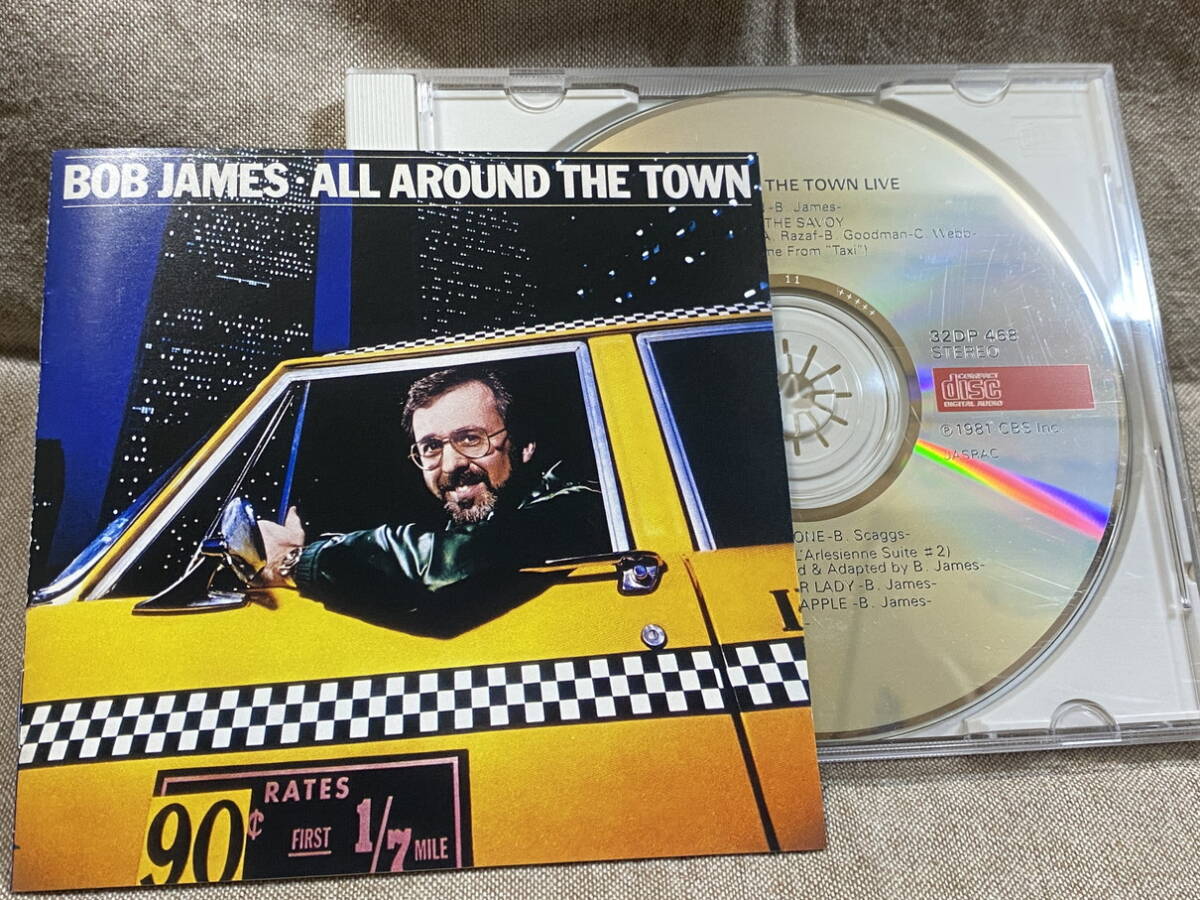 BOB JAMES · ALL AROUND THE TOWN
RATES
90¢
FIRST 1/7 MILE
THE TOWN LIVE
-B. James-
THE SAVOY
A. Razaf-B. Goodman-C. Webb-
me From "Taxi")
11 +++++
32DP 468
STEREO
COMPACT
disc
DIGITAL AUDIO
℗1981 CBS Inc.
JASRAC
ONE-B. Scaggs-
L'Arlesienne Suite #2)
d & Adapted by B. James-
R LADY -B. James-
APPLE -B. James-